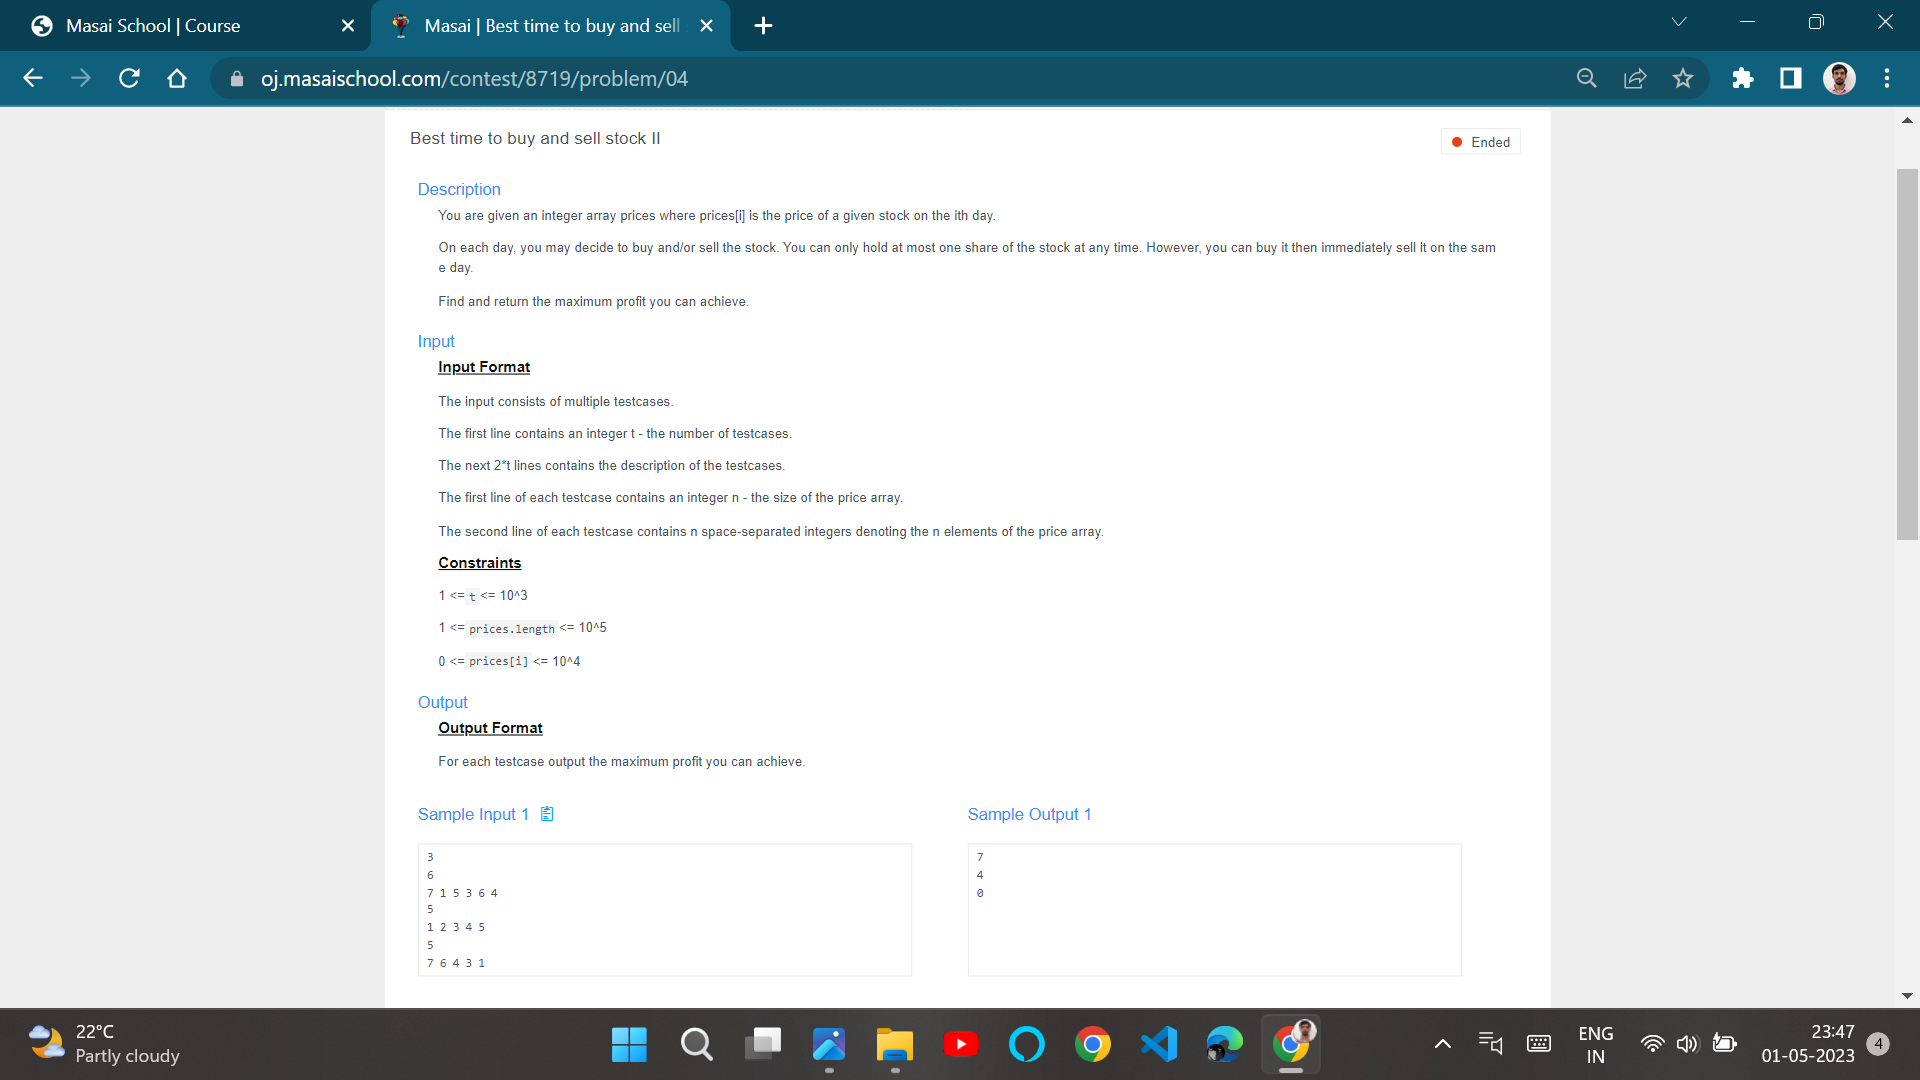 Masai School | Course
Masai | Best time to buy and sell
oj.masaischool.com/contest/8719/problem/04
Best time to buy and sell stock II
Ended
Description
You are given an integer array prices where prices[i] is the price of a given stock on the ith day.
On each day, you may decide to buy and/or sell the stock. You can only hold at most one share of the stock at any time. However, you can buy it then immediately sell it on the sam
e day.
Find and return the maximum profit you can achieve.
Input
Input Format
The input consists of multiple testcases.
The first line contains an integer t - the number of testcases.
The next 2*t lines contains the description of the testcases.
The first line of each testcase contains an integer n - the size of the price array.
The second line of each testcase contains n space-separated integers denoting the n elements of the price array.
Constraints
1 <= t <= 10^3
1 <= prices.length <= 10^5
0 <= prices[i] <= 10^4
Output
Output Format
For each testcase output the maximum profit you can achieve.
Sample Input 1
3
6
7 1 5 3 6 4
5
1 2 3 4 5
5
7 6 4 3 1
Sample Output 1
7
4
0
22°C
Partly cloudy
ENG
IN
23:47
01-05-2023
4